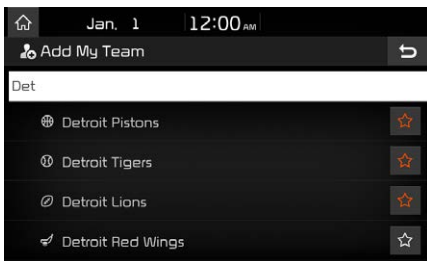 Jan. 1 12:00 AM
Add My Team
Det
Detroit Pistons
Detroit Tigers
Detroit Lions
Detroit Red Wings